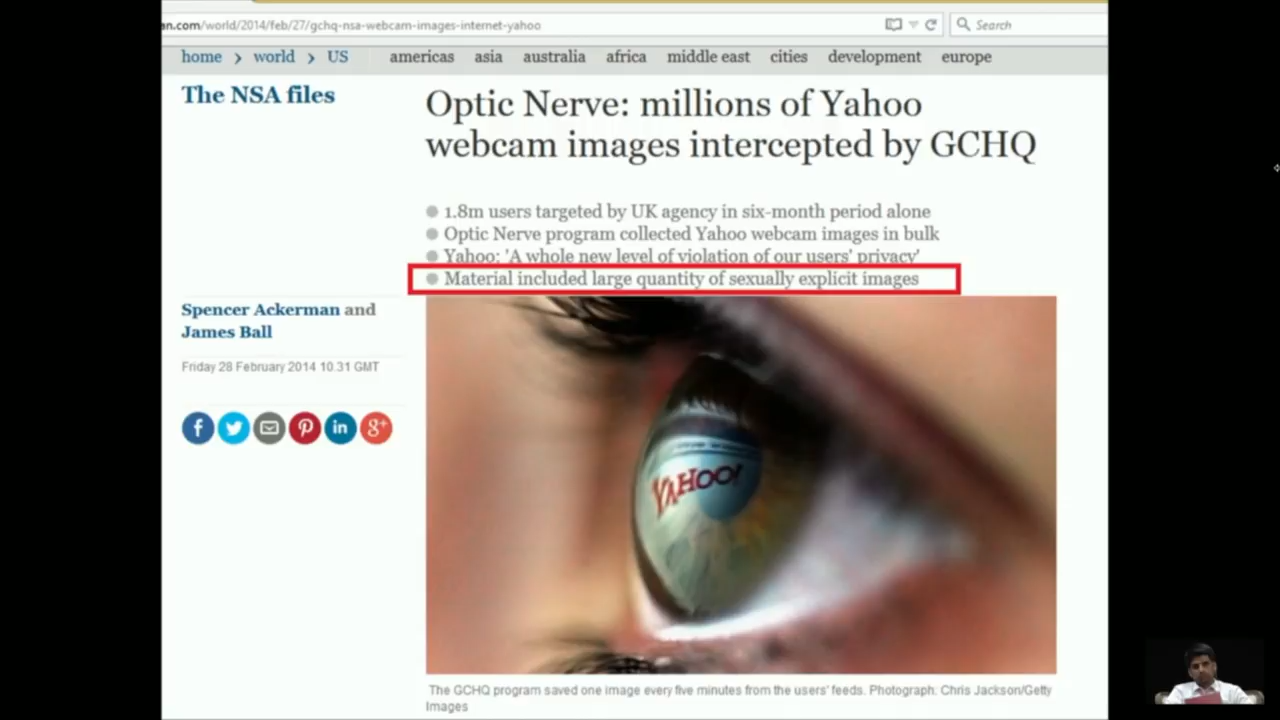 an.com/world/2014/feb/27/gchq-nsa-webcam-images-internet-yahoo
Search
home > world > US americas asia australia africa middle east cities development europe
The NSA files
Optic Nerve: millions of Yahoo
webcam images intercepted by GCHQ
1.8m users targeted by UK agency in six-month period alone
Optic Nerve program collected Yahoo webcam images in bulk
Yahoo: 'A whole new level of violation of our users' privacy'
Material included large quantity of sexually explicit images
Spencer Ackerman and
James Ball
Friday 28 February 2014 10.31 GMT
f p in g+
YAHOO!
The GCHQ program saved one image every five minutes from the users' feeds. Photograph: Chris Jackson/Getty
Images